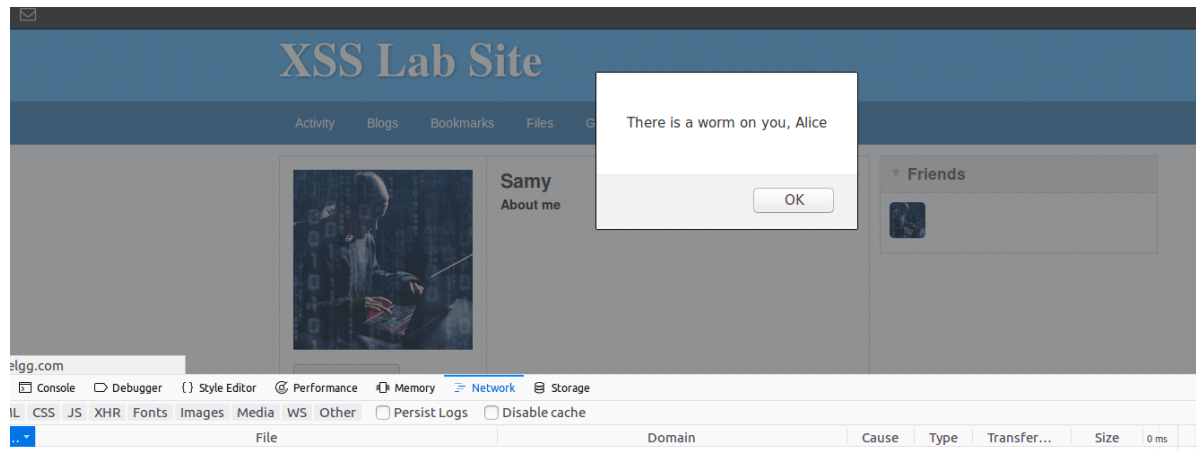 XSS Lab Site
Activity Blogs Bookmarks Files G
There is a worm on you, Alice
OK
Samy
About me
Friends
elgg.com
Console Debugger {} Style Editor Performance Memory Network Storage
IL CSS JS XHR Fonts Images Media WS Other Persist Logs Disable cache
.. File Domain Cause Type Transfer... Size 0 ms